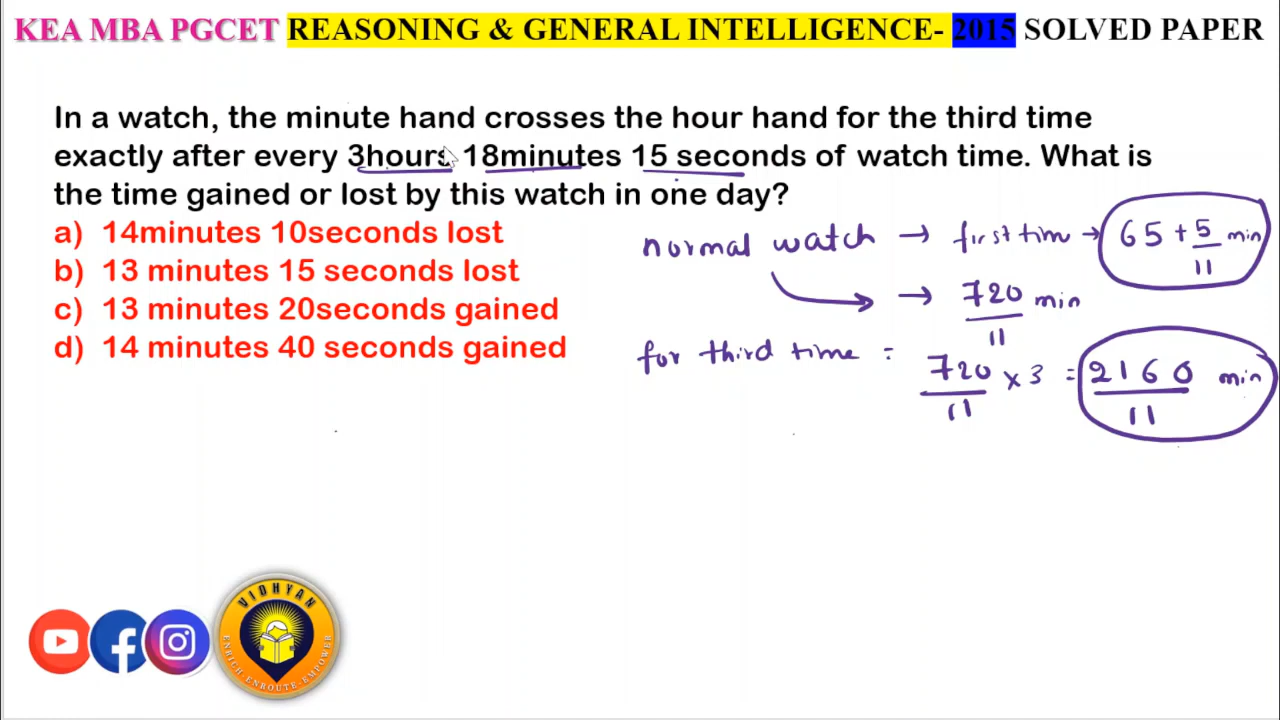 KEA MBA PGCET REASONING & GENERAL INTELLIGENCE- 2015 SOLVED PAPER
In a watch, the minute hand crosses the hour hand for the third time
exactly after every 3hours 18minutes 15 seconds of watch time. What is
the time gained or lost by this watch in one day?
a) 14minutes 10seconds lost
b) 13 minutes 15 seconds lost
c) 13 minutes 20seconds gained
d) 14 minutes 40 seconds gained
normal watch → first time → 65 + 5/11 min
→ 720/11 min
for third time = 720/11 x 3 = 2160/11 min
VIDHYAN
ENRICH-ENROUTE-EMPOWER